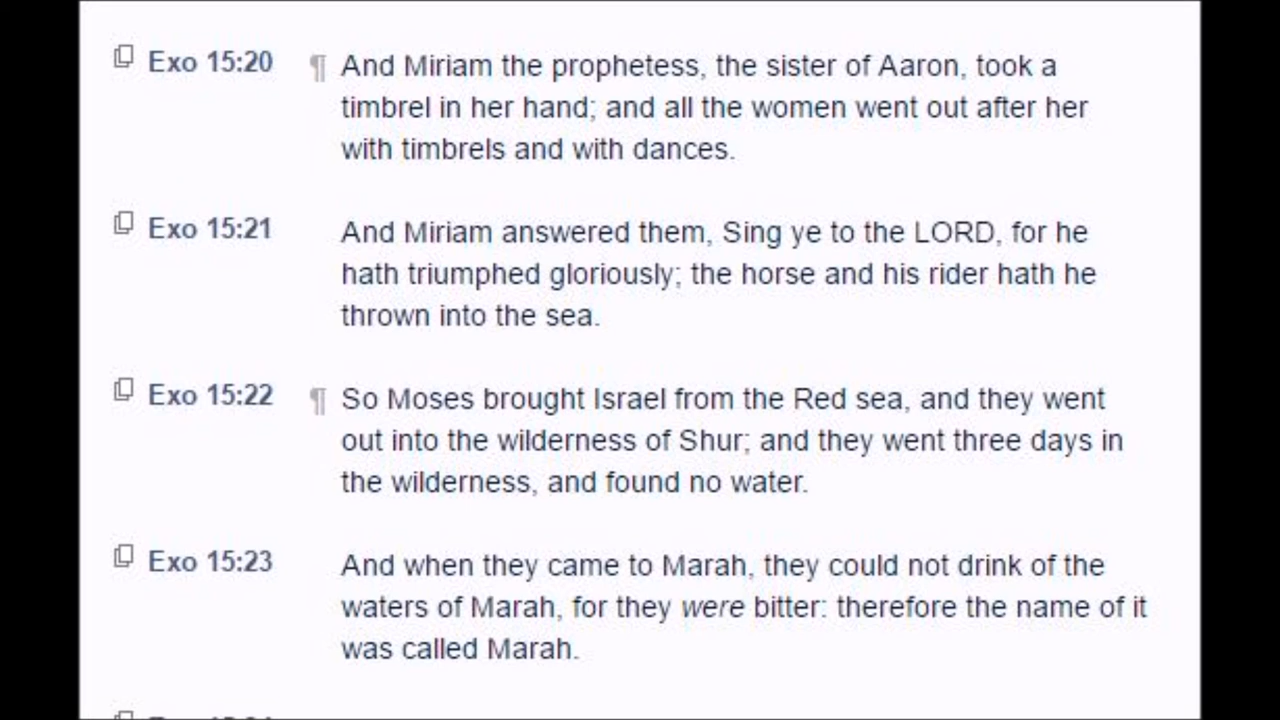 Exo 15:20 ¶ And Miriam the prophetess, the sister of Aaron, took a
timbrel in her hand; and all the women went out after her
with timbrels and with dances.
Exo 15:21 And Miriam answered them, Sing ye to the LORD, for he
hath triumphed gloriously; the horse and his rider hath he
thrown into the sea.
Exo 15:22 ¶ So Moses brought Israel from the Red sea, and they went
out into the wilderness of Shur; and they went three days in
the wilderness, and found no water.
Exo 15:23 And when they came to Marah, they could not drink of the
waters of Marah, for they were bitter: therefore the name of it
was called Marah.